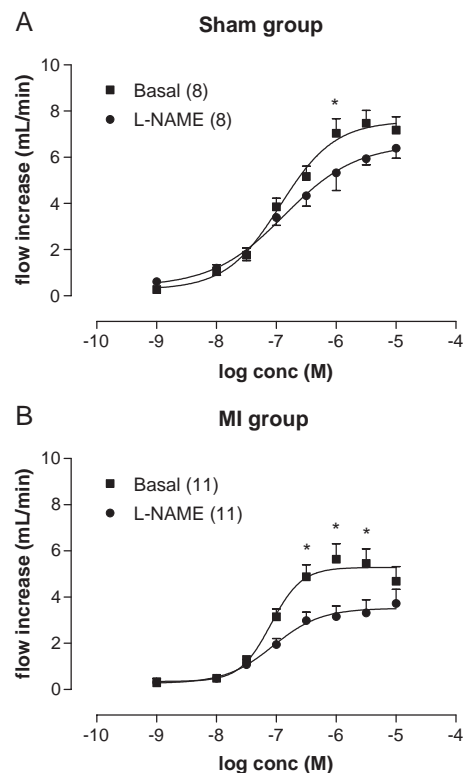 A
Sham group
10
8
6
4
2
0
flow increase (mL/min)
Basal (8)
L-NAME (8)
*
-10 -9 -8 -7 -6 -5 -4
log conc (M)
B
MI group
10
8
6
4
2
0
flow increase (mL/min)
Basal (11)
L-NAME (11)
* * *
-10 -9 -8 -7 -6 -5 -4
log conc (M)